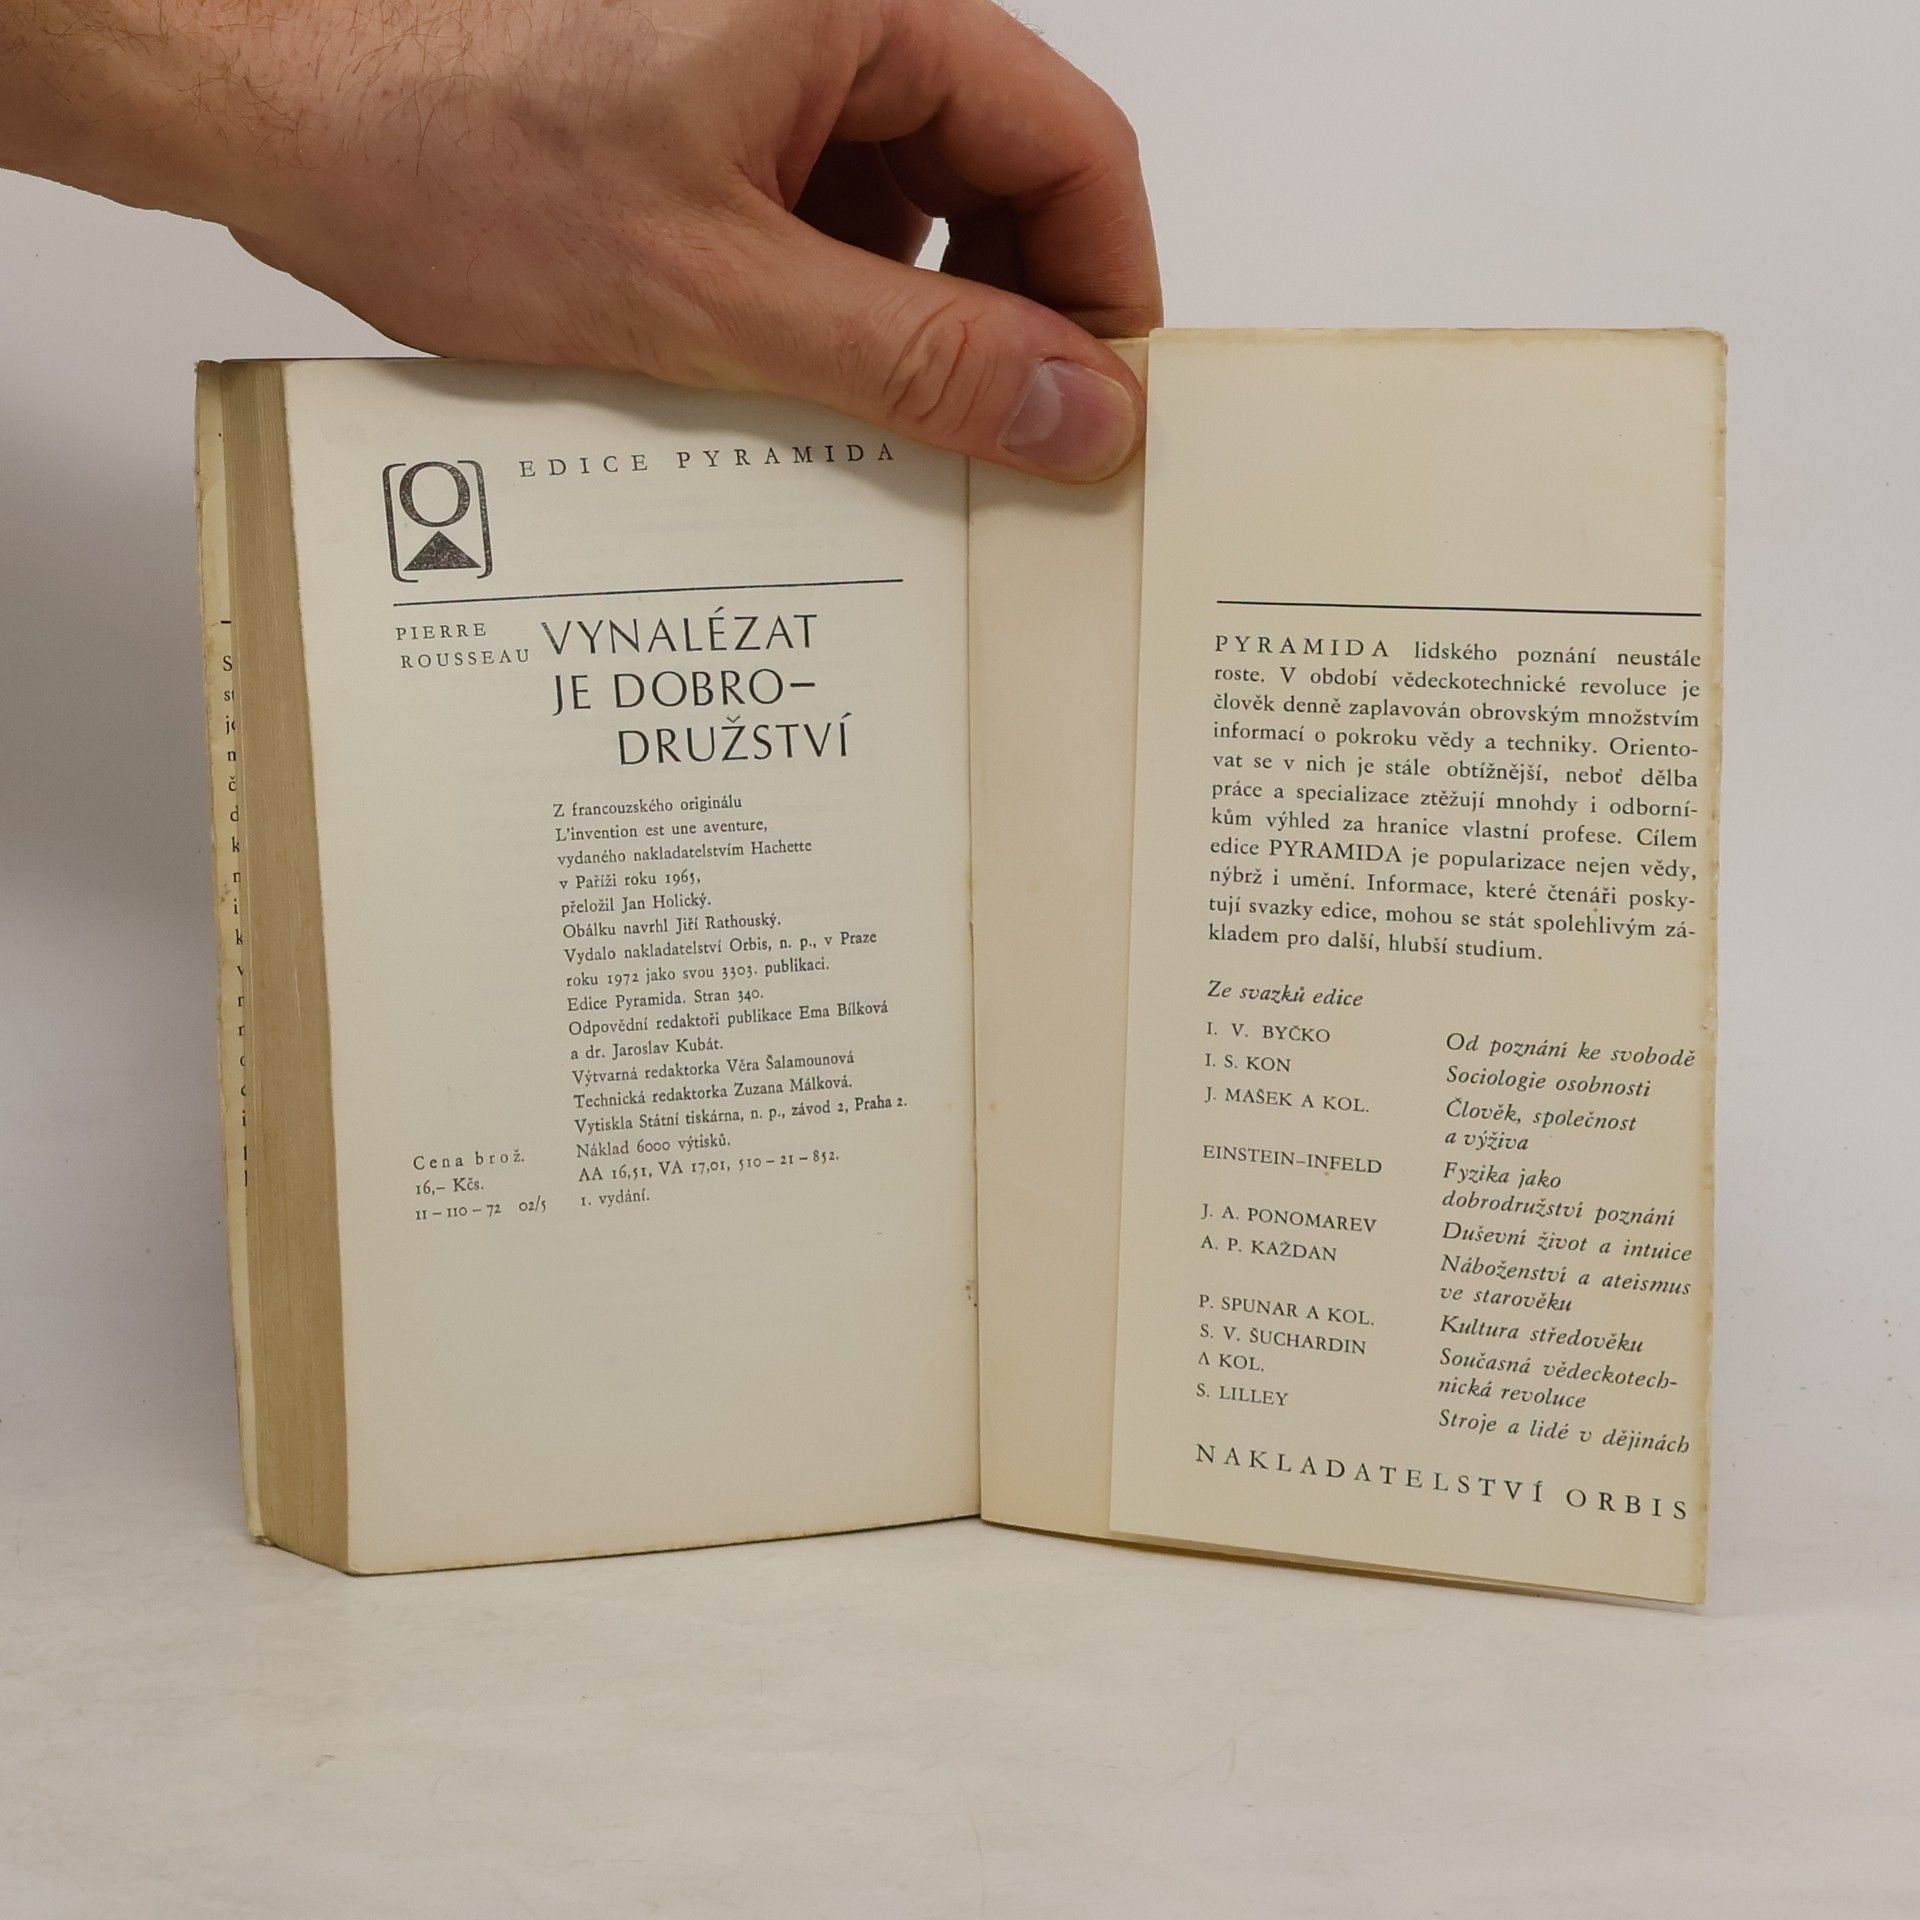 EDICE PYRAMIDA
PIERRE
ROUSSEAU
VYNALÉZAT
JE DOBRO-
DRUŽSTVÍ
Z francouzského originálu
L'invention est une aventure,
vydaného nakladatelstvím Hachette
v Paříži roku 1965,
přeložil Jan Holický.
Obálku navrhl Jiří Rathouský.
Vydalo nakladatelství Orbis, n. p., v Praze
roku 1972 jako svou 3303. publikaci.
Edice Pyramida. Stran 340.
Odpovědní redaktoři publikace Ema Bílková
a dr. Jaroslav Kubát.
Výtvarná redaktorka Věra Šalamounová
Technická redaktorka Zuzana Málková.
Vytiskla Státní tiskárna, n. p., závod 2, Praha 2.
Náklad 6000 výtisků.
AA 16,51, VA 17,01, 510 – 21 – 852.
1. vydání.
Cena brož.
16,– Kčs.
11 – 110 – 72 02/5
PYRAMIDA lidského poznání neustále
roste. V období vědeckotechnické revoluce je
člověk denně zaplavován obrovským množstvím
informací o pokroku vědy a techniky. Oriento-
vat se v nich je stále obtížnější, neboť dělba
práce a specializace ztěžují mnohdy i odborní-
kům výhled za hranice vlastní profese. Cílem
edice PYRAMIDA je popularizace nejen vědy,
nýbrž i umění. Informace, které čtenáři posky-
tují svazky edice, mohou se stát spolehlivým zá-
kladem pro další, hlubší studium.
Ze svazků edice
I. V. BYČKO Od poznání ke svobodě
I. S. KON Sociologie osobnosti
J. MAŠEK A KOL. Člověk, společnost
a výživa
EINSTEIN–INFELD Fyzika jako
dobrodružství poznání
J. A. PONOMAREV Duševní život a intuice
A. P. KAŽDAN Náboženství a ateismus
ve starověku
P. SPUNAR A KOL. Kultura středověku
S. V. ŠUCHARDIN Současná vědeckotech-
A KOL. nická revoluce
S. LILLEY Stroje a lidé v dějinách
NAKLADATELSTVÍ ORBIS